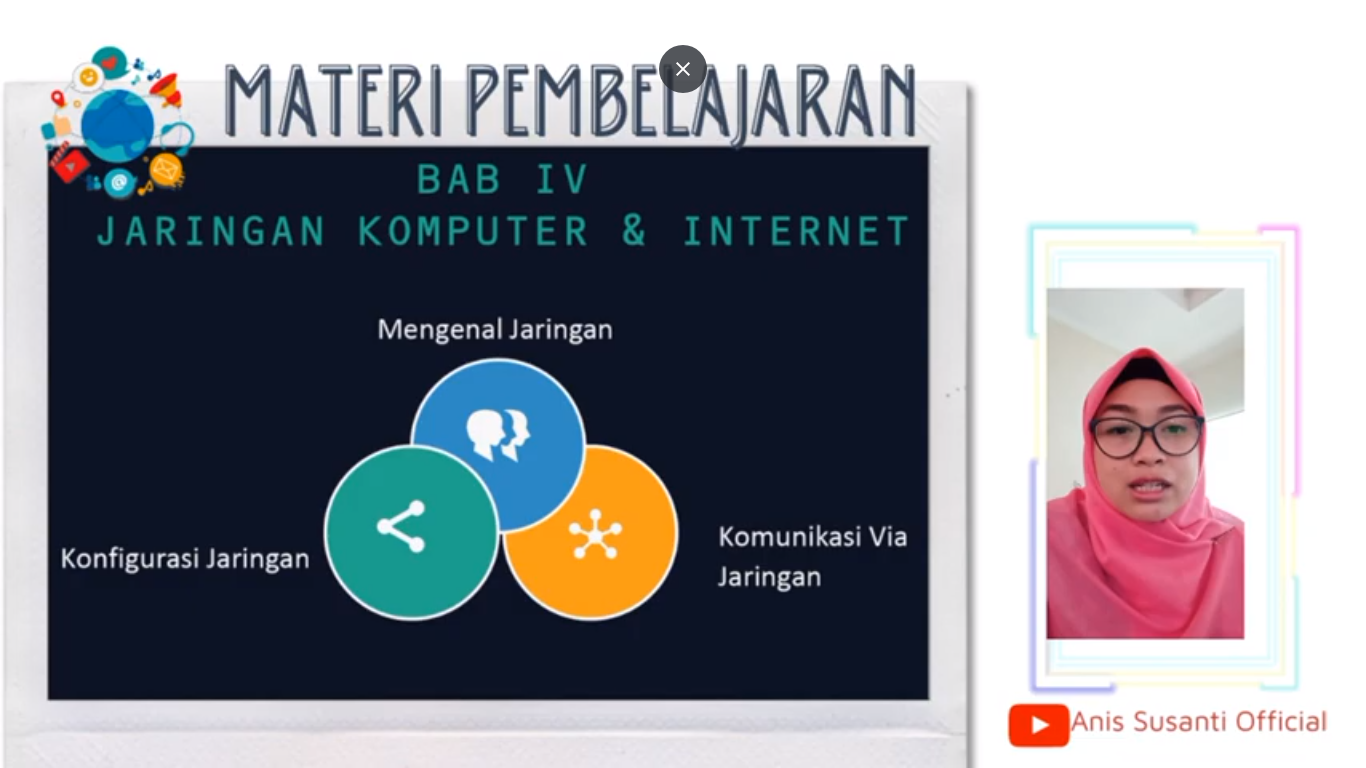 MATERI PEMBELAJARAN
BAB IV
JARINGAN KOMPUTER & INTERNET
Mengenal Jaringan
Konfigurasi Jaringan
Komunikasi Via
Jaringan
Anis Susanti Official